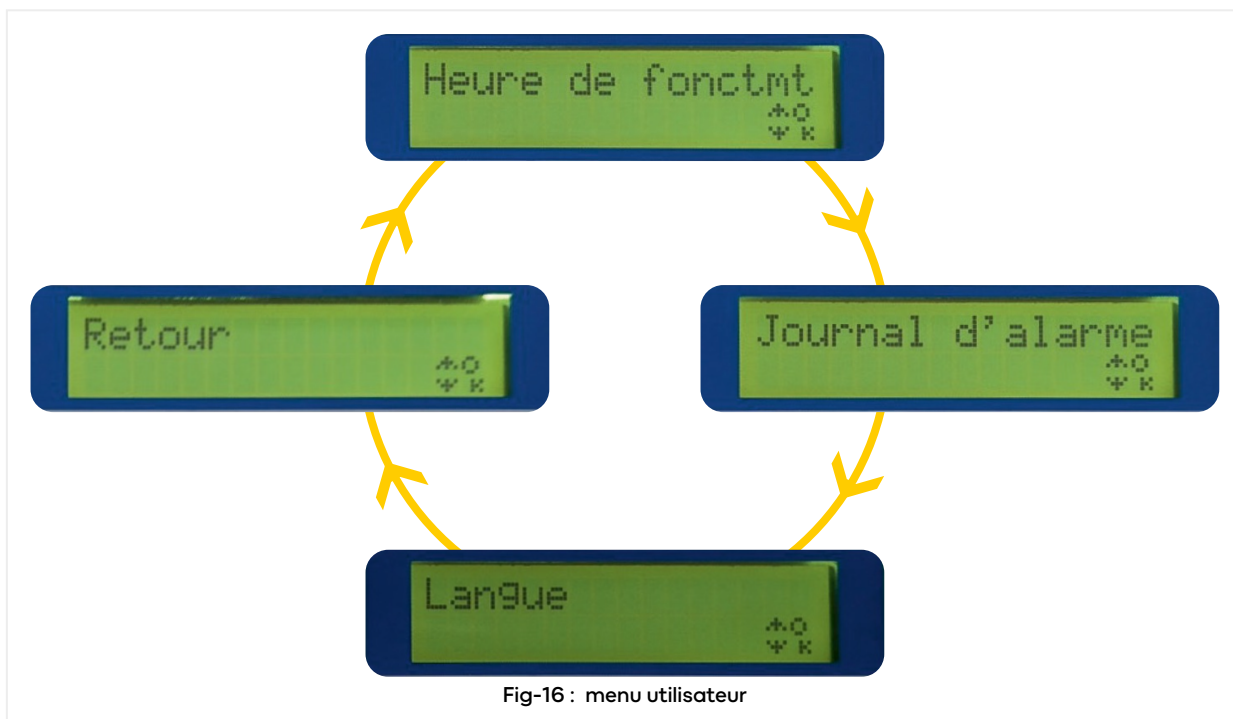 Heure de fonctmt
↑O
↓K
Retour
↑O
↓K
Journal d'alarme
↑O
↓K
Langue
↑O
↓K
Fig-16 : menu utilisateur